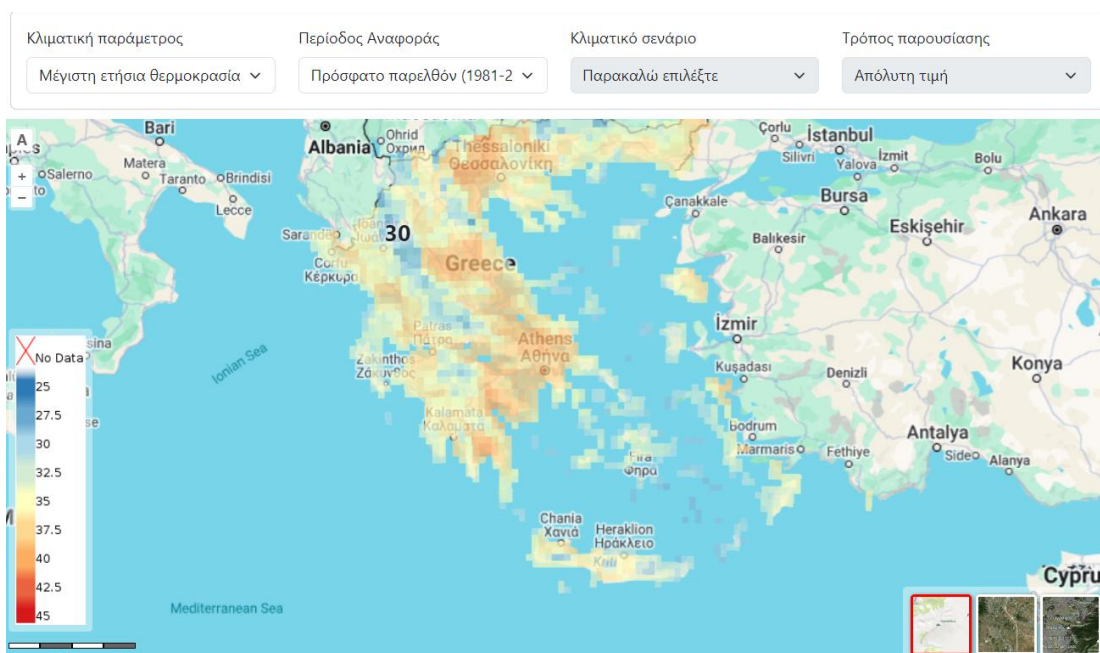 Κλιματική παράμετρος
Περίοδος Αναφοράς
Κλιματικό σενάριο
Τρόπος παρουσίασης
Μέγιστη ετήσια θερμοκρασία
Πρόσφατο παρελθόν (1981-2
Παρακαλώ επιλέξτε
Απόλυτη τιμή
A
+
−
Bari
Matera
Salerno
Taranto
Brindisi
Lecce
Albania
Ohrid
Охрид
Thessaloniki
Θεσσαλονίκη
Çorlu
İstanbul
Silivri
Yalova
İzmit
Bolu
Çanakkale
Bursa
Eskişehir
Ankara
Balıkesir
30
Corfu
Κέρκυρα
Greece
Patras
Πάτρα
Athens
Αθήνα
Zakinthos
Ζάκυνθος
Kalamata
Καλαμάτα
İzmir
Kuşadası
Denizli
Konya
Bodrum
Marmaris
Fethiye
Antalya
Side
Alanya
Fira
Φηρα
Chania
Χανιά
Heraklion
Ηράκλειο
Ionian Sea
Mediterranean Sea
Cypru
No Data
25
27.5
30
32.5
35
37.5
40
42.5
45